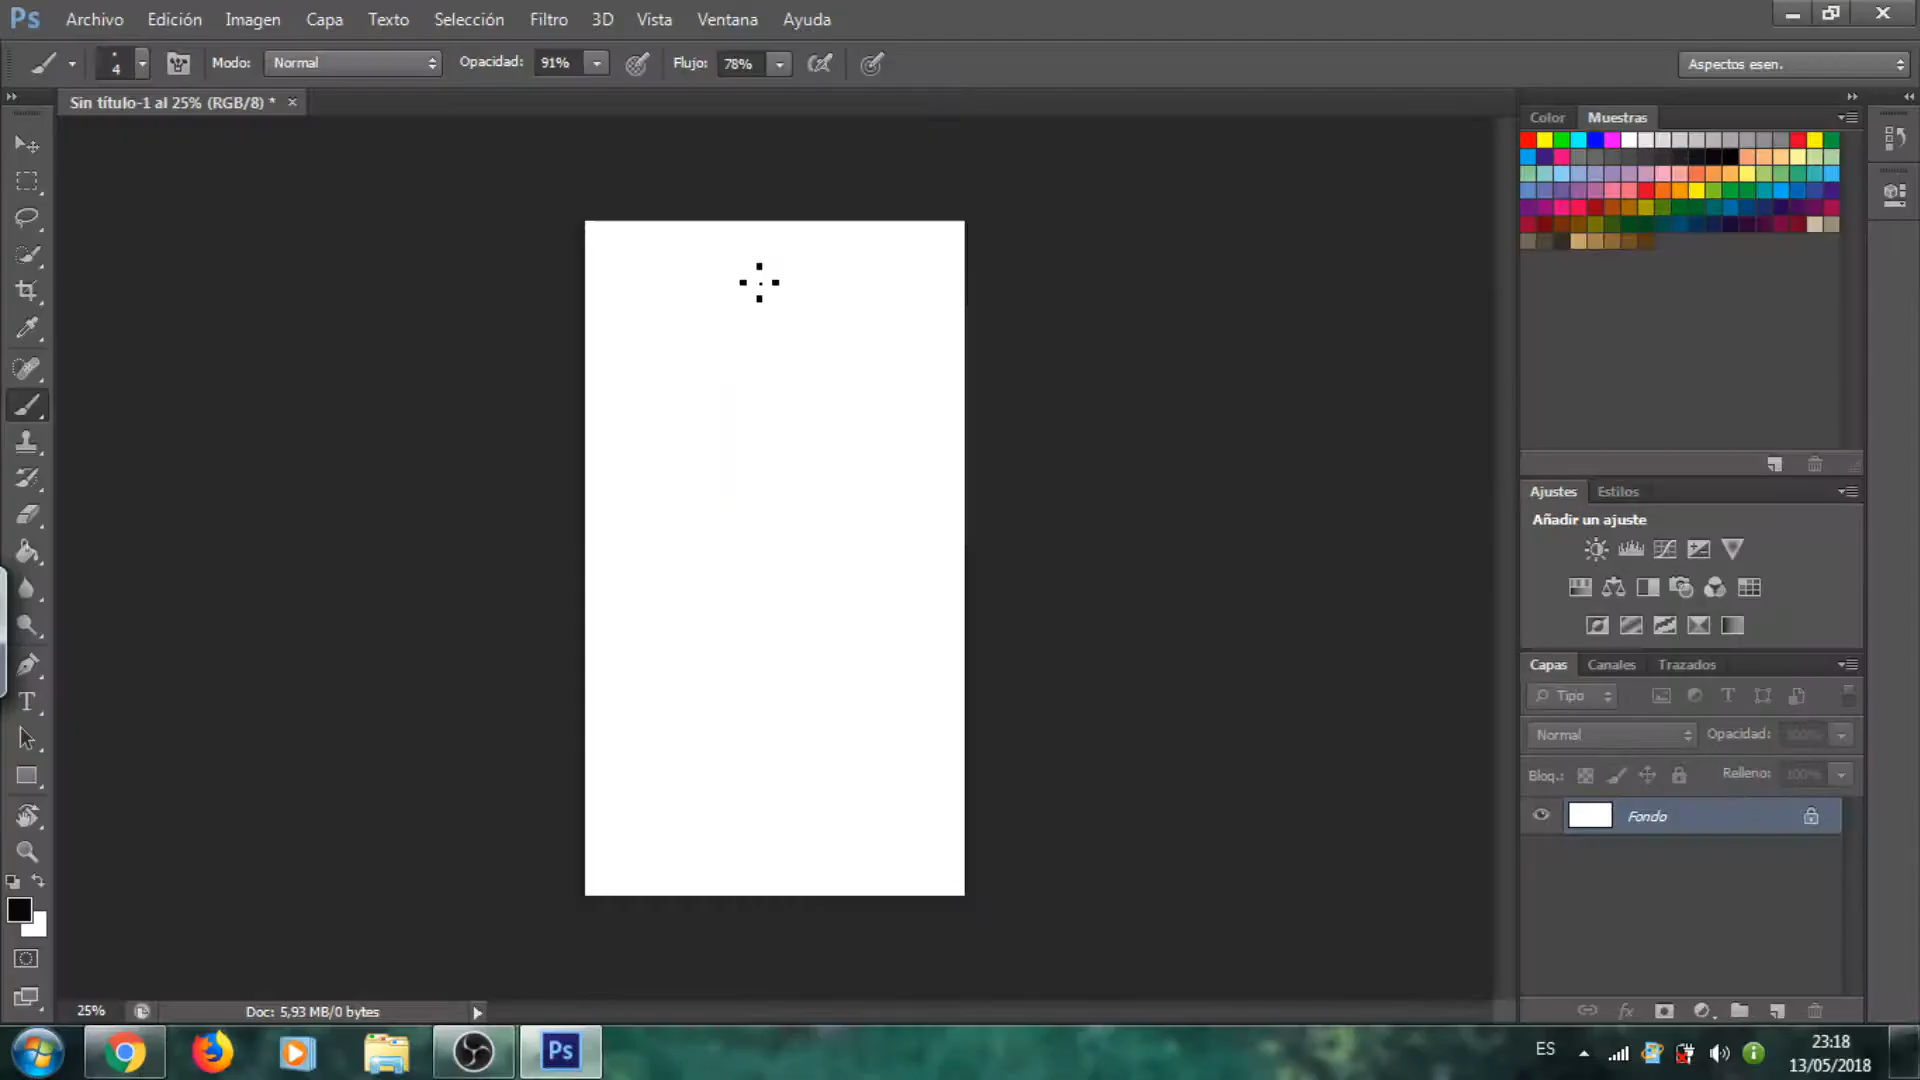 Ps Archivo Edición Imagen Capa Texto Selección Filtro 3D Vista Ventana Ayuda
4 Modo: Normal Opacidad: 91% Flujo: 78% Aspectos esen.
Sin título-1 al 25% (RGB/8) *
Color Muestras
Ajustes Estilos
Añadir un ajuste
Capas Canales Trazados
Tipo
Normal Opacidad: 100%
Bloq.: Relleno: 100%
Fondo
25% Doc: 5,93 MB/0 bytes
Ps ES 23:18
13/05/2018